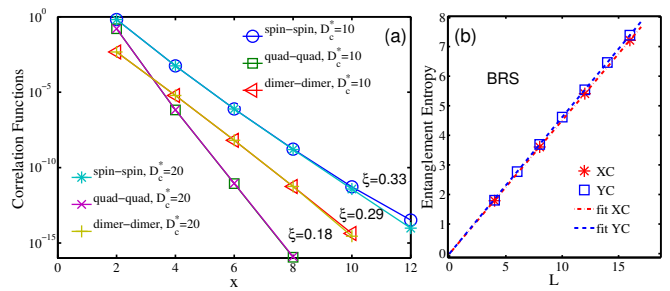 (a)
Correlation Functions
10^0
10^-5
10^-10
10^-15
0 2 4 6 8 10 12
x
spin-spin, D_c^*=10
quad-quad, D_c^*=10
dimer-dimer, D_c^*=10
spin-spin, D_c^*=20
quad-quad, D_c^*=20
dimer-dimer, D_c^*=20
ξ=0.33
ξ=0.29
ξ=0.18
(b)
BRS
Entanglement Entropy
8
7
6
5
4
3
2
1
0
0 5 10 15
L
XC
YC
fit XC
fit YC